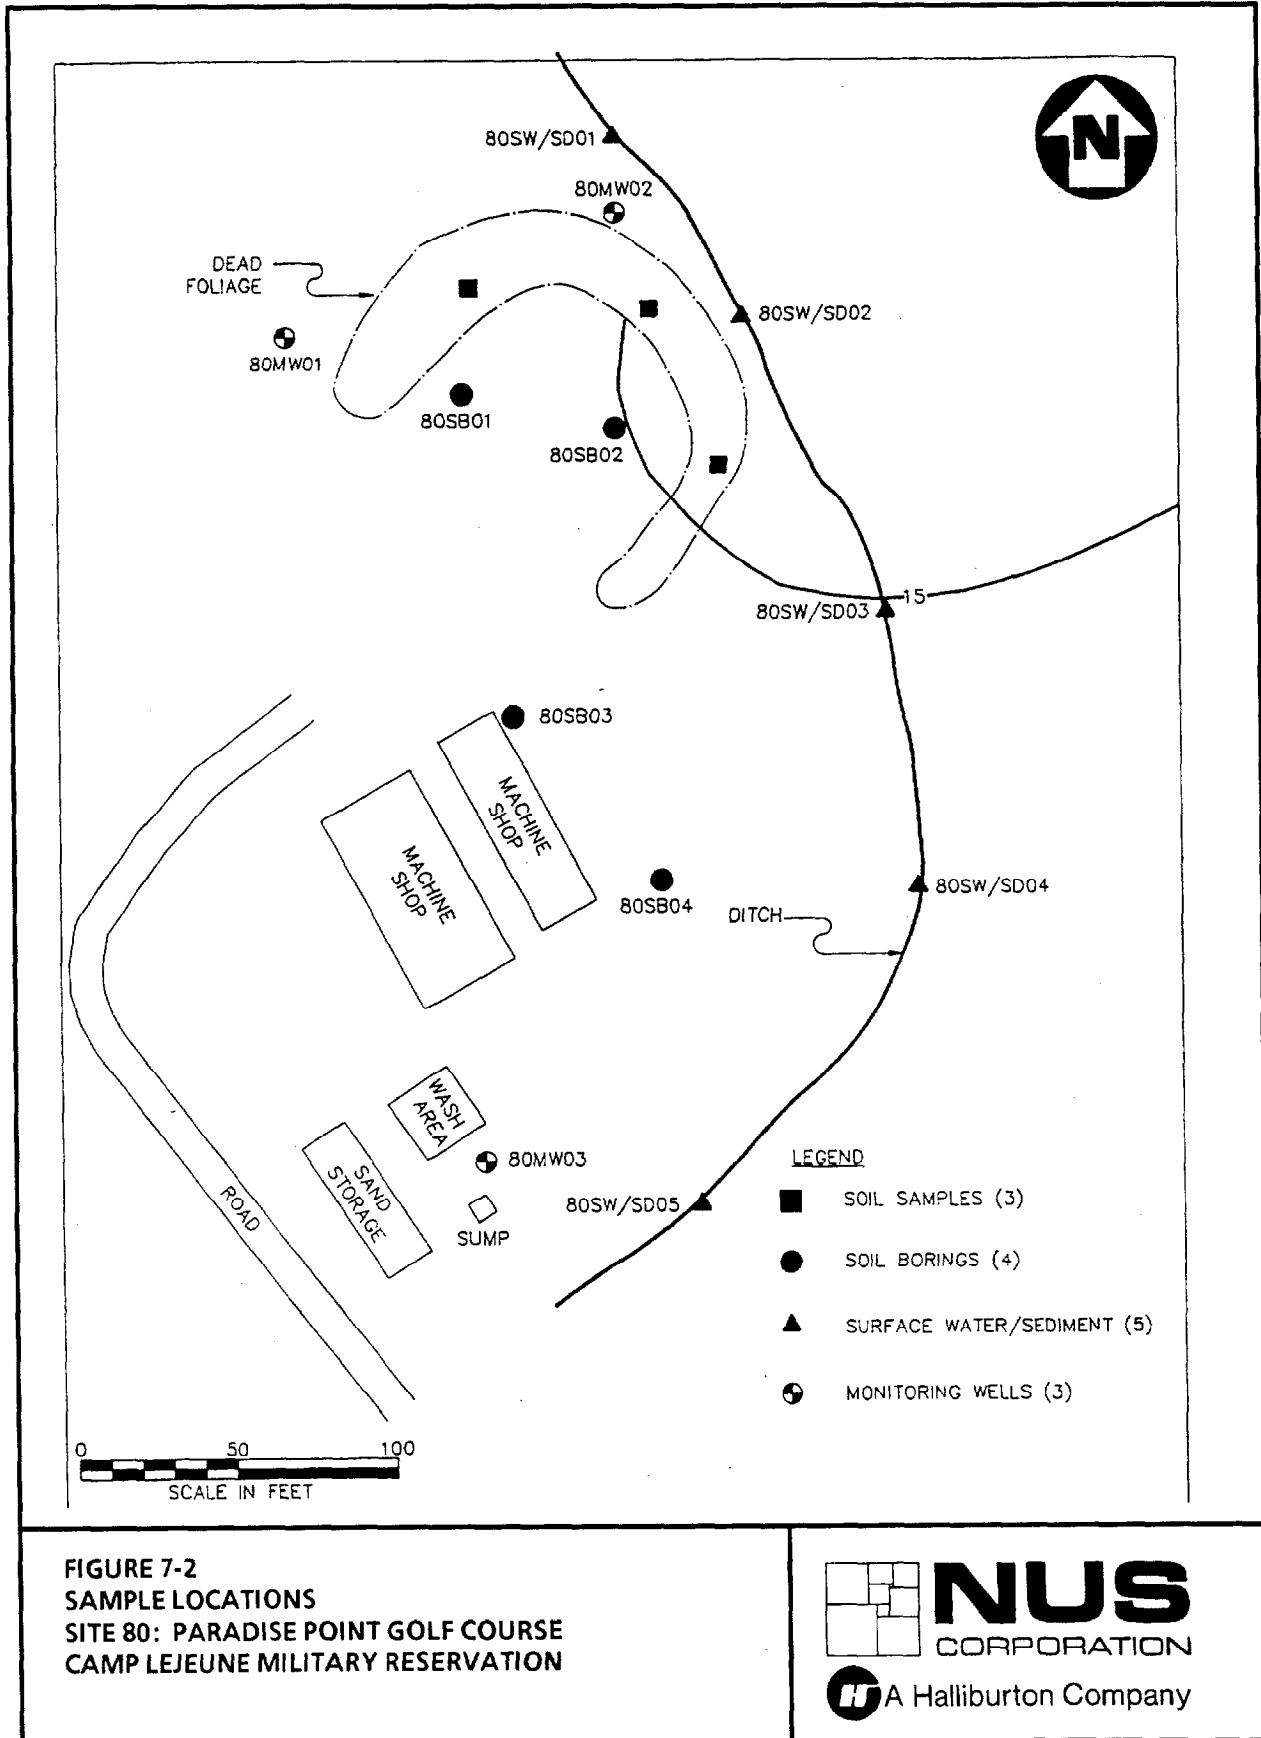 N
80SW/SD01
80MW02
DEAD
FOLIAGE
80SW/SD02
80MW01
80SB01
80SB02
15
80SW/SD03
80SB03
MACHINE
SHOP
MACHINE
SHOP
80SB04
80SW/SD04
DITCH
WASH
AREA
80MW03
SAND
STORAGE
SUMP
80SW/SD05
ROAD
LEGEND
SOIL SAMPLES (3)
SOIL BORINGS (4)
SURFACE WATER/SEDIMENT (5)
MONITORING WELLS (3)
0 50 100
SCALE IN FEET
FIGURE 7-2
SAMPLE LOCATIONS
SITE 80: PARADISE POINT GOLF COURSE
CAMP LEJEUNE MILITARY RESERVATION
NUS
CORPORATION
H A Halliburton Company